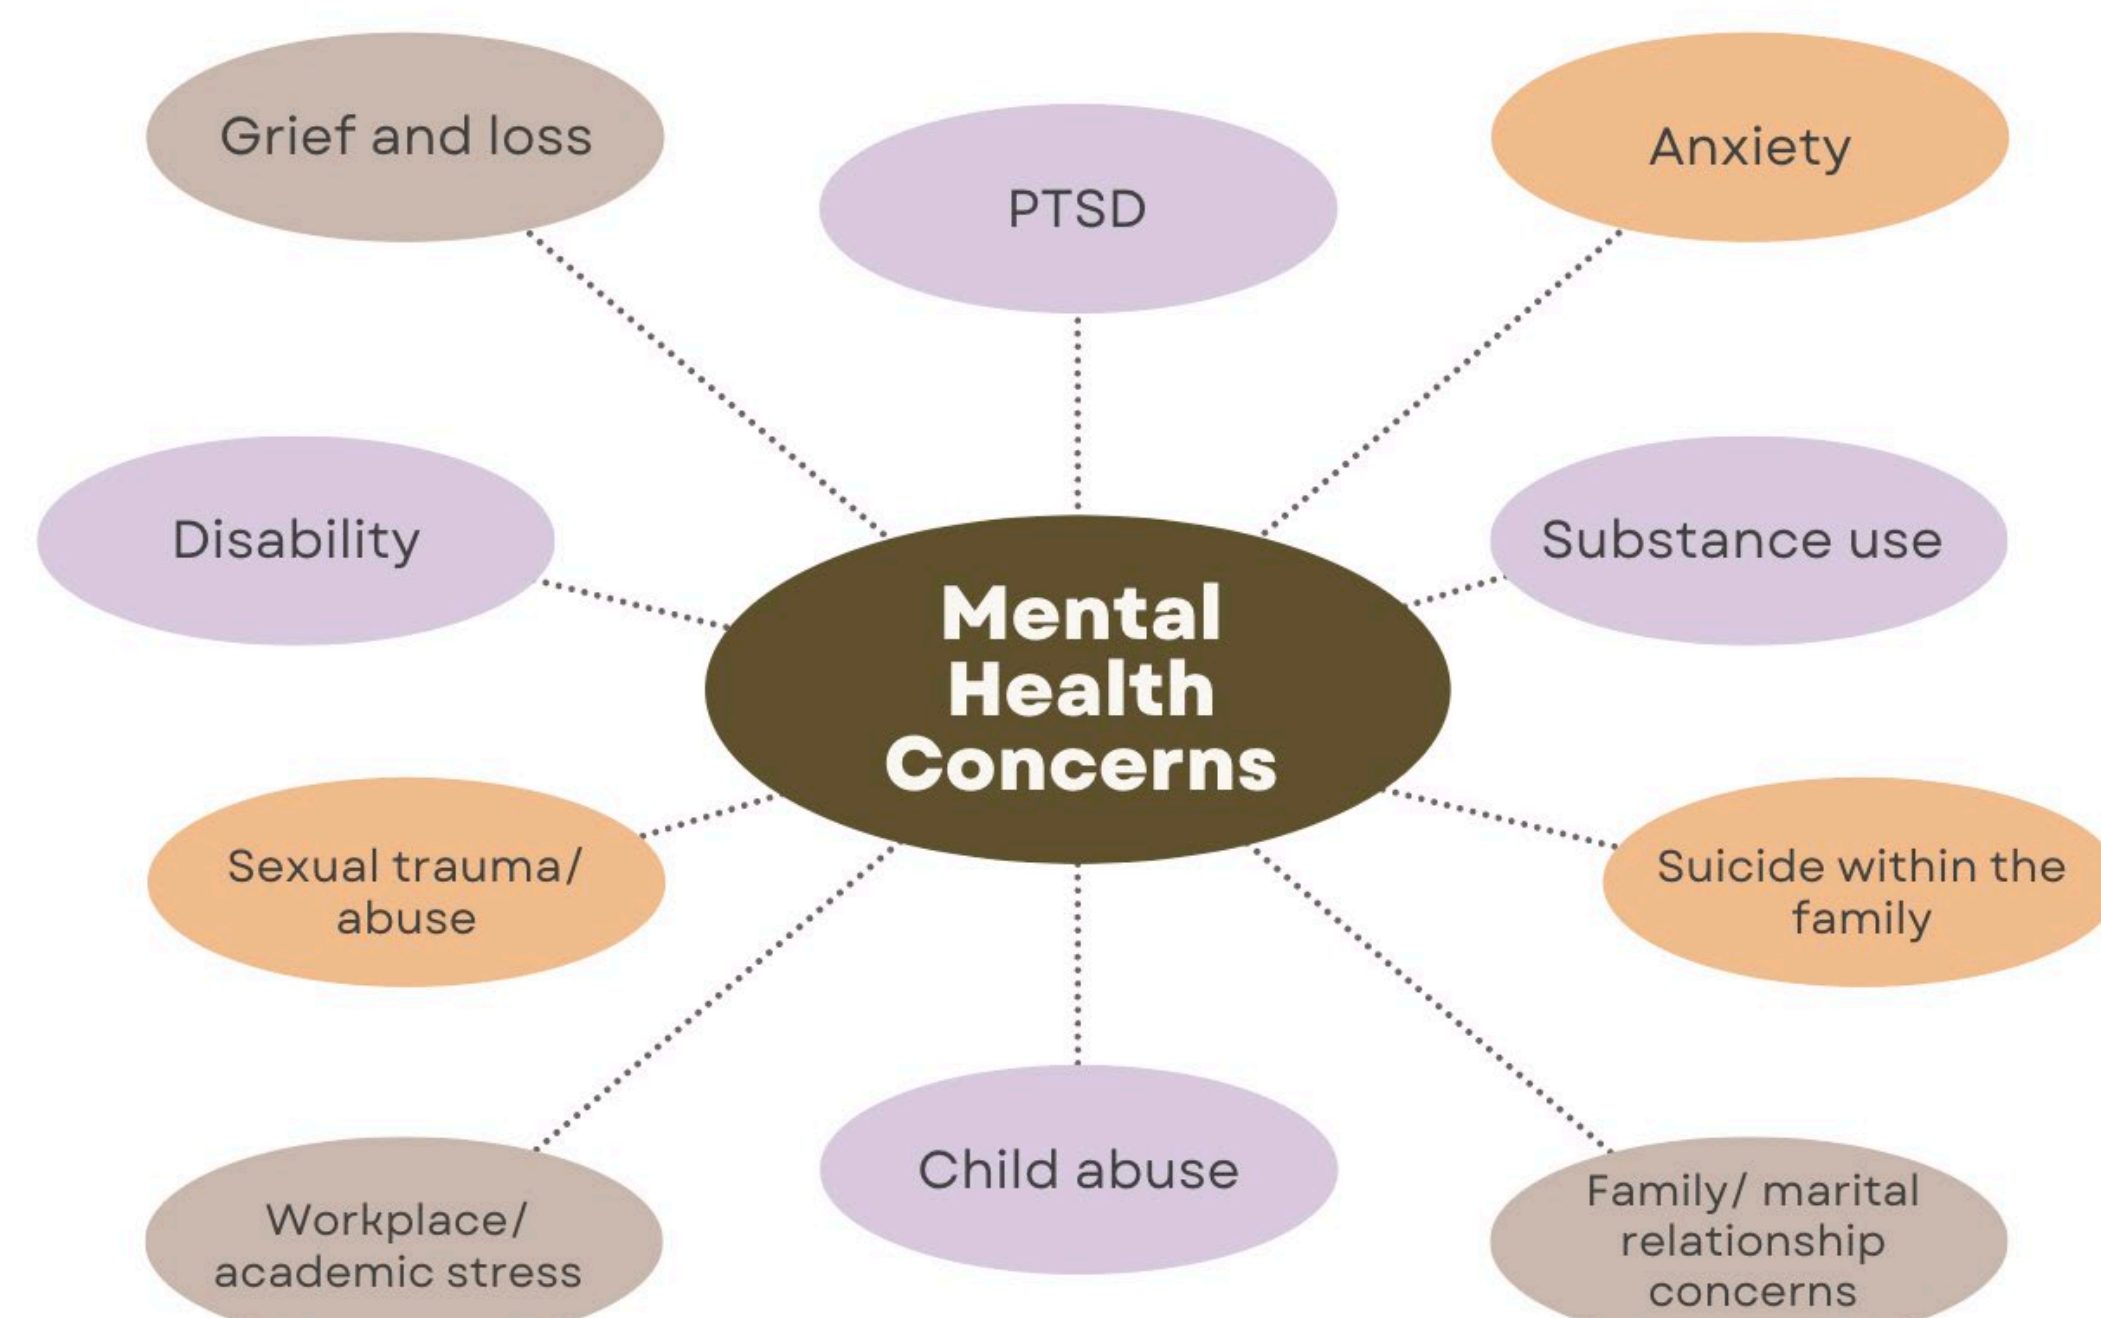 Grief and loss
PTSD
Anxiety
Disability
Substance use
Mental
Health
Concerns
Sexual trauma/
abuse
Suicide within the
family
Workplace/
academic stress
Child abuse
Family/ marital
relationship
concerns